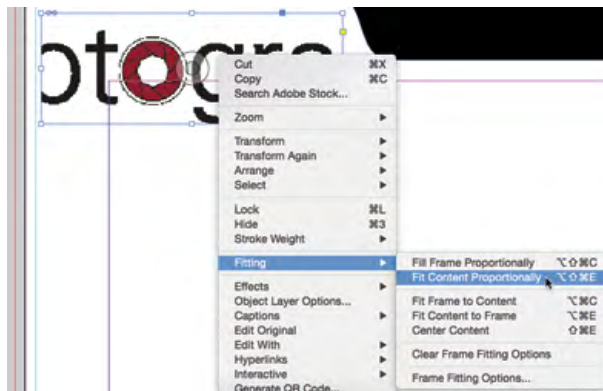 otogra
Cut ⌘X
Copy ⌘C
Search Adobe Stock...
Zoom
Transform
Transform Again
Arrange
Select
Lock ⌘L
Hide ⌘3
Stroke Weight
Fitting
Effects
Object Layer Options...
Captions
Edit Original
Edit With
Hyperlinks
Interactive
Generate QR Code...
Fill Frame Proportionally ⌥⇧⌘C
Fit Content Proportionally ⌥⇧⌘E
Fit Frame to Content ⌥⌘C
Fit Content to Frame ⌥⌘E
Center Content ⇧⌘E
Clear Frame Fitting Options
Frame Fitting Options...